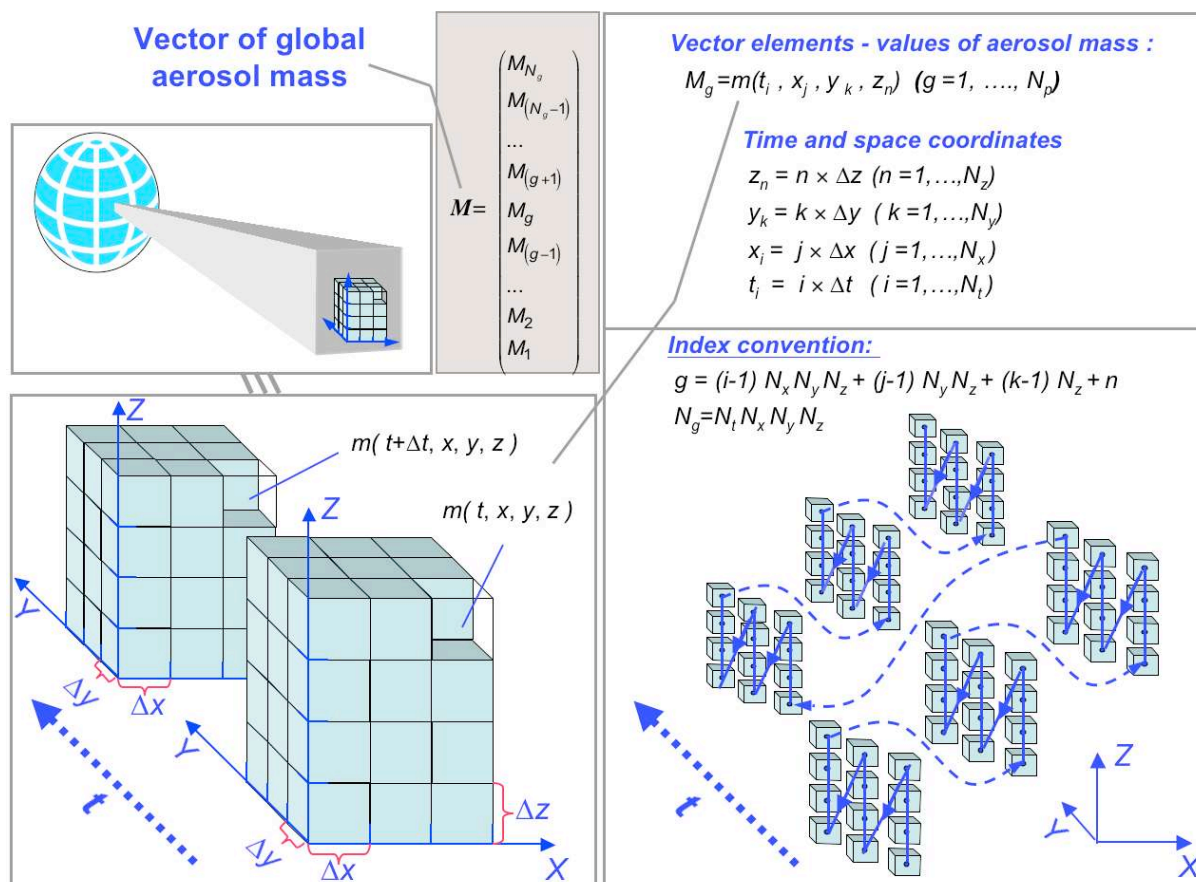 Vector of global
aerosol mass
M=
M_{N_g}
M_{(N_g-1)}
...
M_{(g+1)}
M_g
M_{(g-1)}
...
M_2
M_1
Vector elements - values of aerosol mass :
M_g=m(t_i , x_j , y_k , z_n) (g =1, ...., N_p)
Time and space coordinates
z_n = n × Δz (n =1,…,N_z)
y_k = k × Δy ( k =1,…,N_y)
x_i = j × Δx ( j =1,…,N_x)
t_i = i × Δt ( i =1,…,N_t)
Z
m( t+Δt, x, y, z )
Z
m( t, x, y, z )
Y
Δy
Δx
Y
t
Δz
Δy
Δx
X
Index convention:
g = (i-1) N_x N_y N_z + (j-1) N_y N_z + (k-1) N_z + n
N_g=N_t N_x N_y N_z
t
Z
Y
X